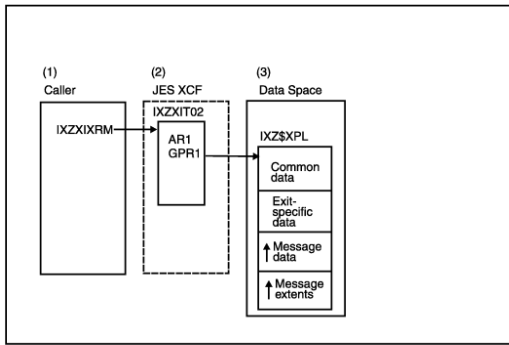 (1)
Caller
IXZXIXRM
(2)
JES XCF
IXZXIT02
AR1
GPR1
(3)
Data Space
IXZ$XPL
Common
data
Exit-
specific
data
Message
data
Message
extents